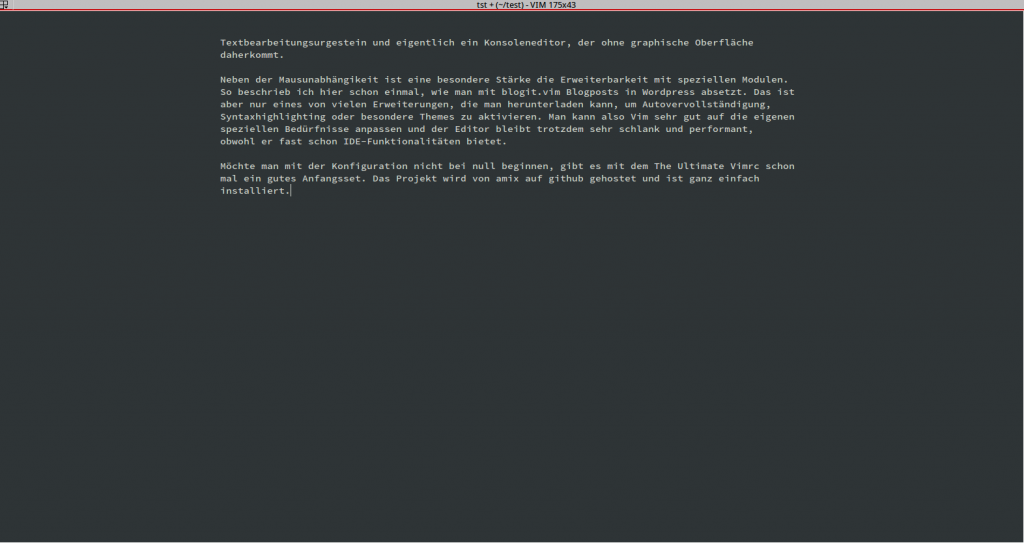 tst + (~/test) - VIM 175x43
Textbearbeitungsurgestein und eigentlich ein Konsoleneditor, der ohne graphische Oberfläche
daherkommt.
Neben der Mausunabhängikeit ist eine besondere Stärke die Erweiterbarkeit mit speziellen Modulen.
So beschrieb ich hier schon einmal, wie man mit blogit.vim Blogposts in Wordpress absetzt. Das ist
aber nur eines von vielen Erweiterungen, die man herunterladen kann, um Autovervollständigung,
Syntaxhighlighting oder besondere Themes zu aktivieren. Man kann also Vim sehr gut auf die eigenen
speziellen Bedürfnisse anpassen und der Editor bleibt trotzdem sehr schlank und performant,
obwohl er fast schon IDE-Funktionalitäten bietet.
Möchte man mit der Konfiguration nicht bei null beginnen, gibt es mit dem The Ultimate Vimrc schon
mal ein gutes Anfangsset. Das Projekt wird von amix auf github gehostet und ist ganz einfach
installiert.